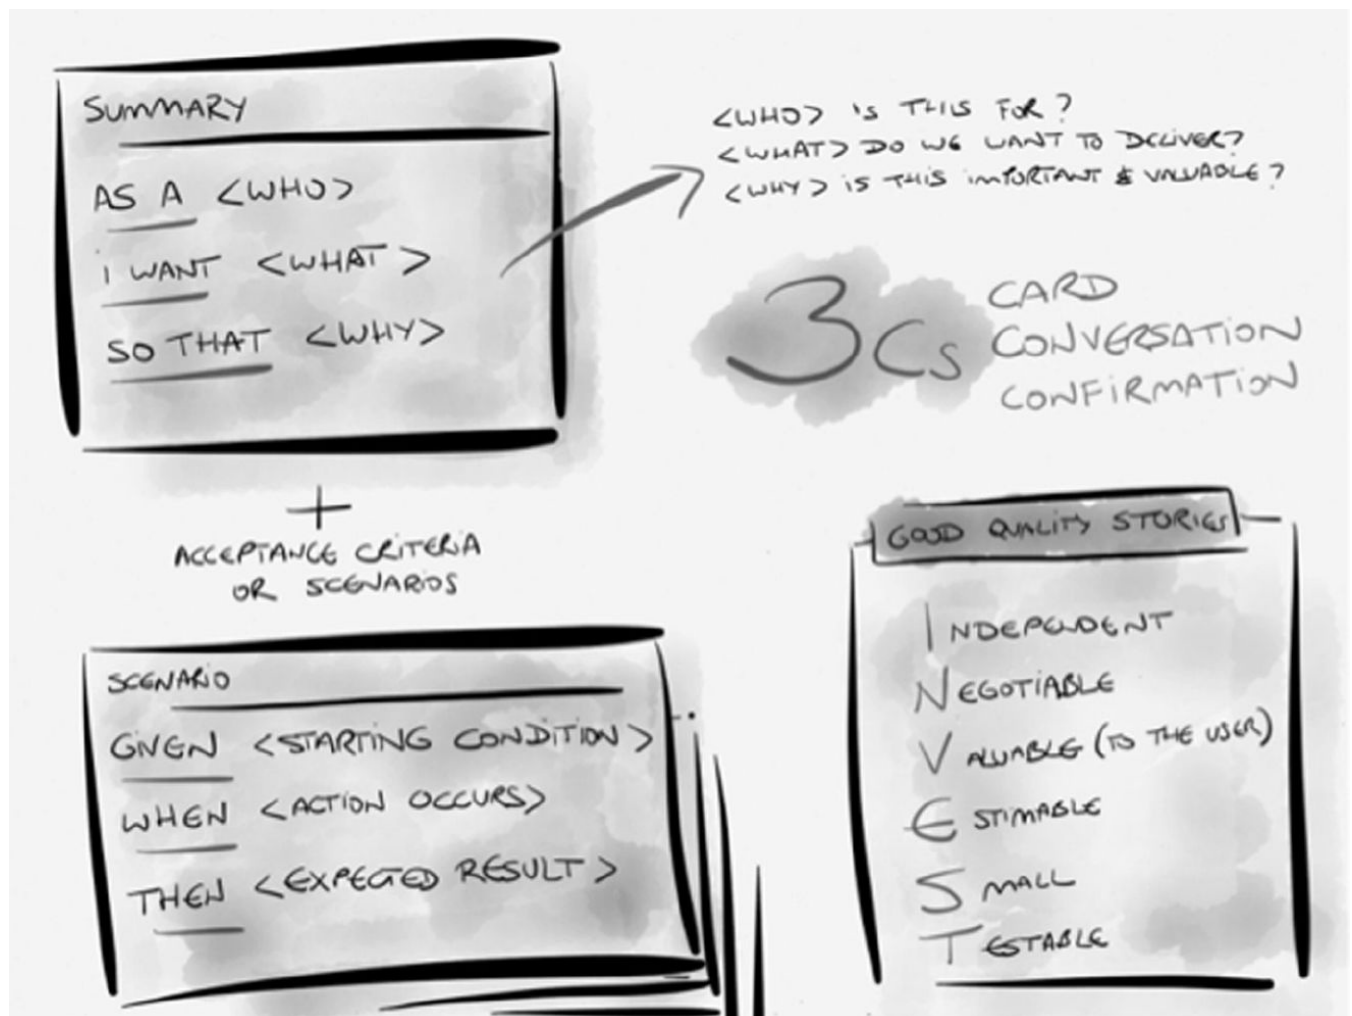 SUMMARY
AS A <WHO>
I WANT <WHAT>
SO THAT <WHY>
<WHO> IS THIS FOR?
<WHAT> DO WE WANT TO DELIVER?
<WHY> IS THIS IMPORTANT & VALUABLE?
3Cs
CARD
CONVERSATION
CONFIRMATION
+
ACCEPTANCE CRITERIA
OR SCENARIOS
SCENARIO
GIVEN <STARTING CONDITION>
WHEN <ACTION OCCURS>
THEN <EXPECTED RESULT>
GOOD QUALITY STORIES
INDEPENDENT
NEGOTIABLE
VALUABLE (TO THE USER)
ESTIMABLE
SMALL
TESTABLE